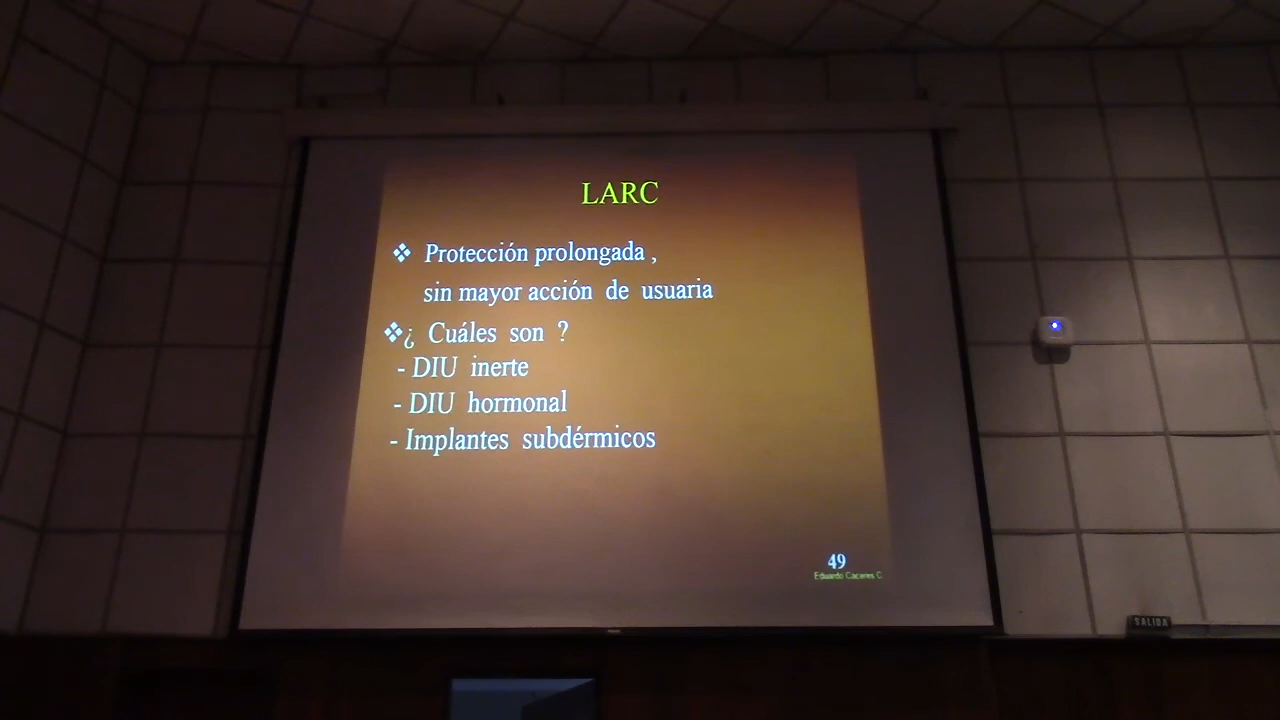 LARC
❖ Protección prolongada ,
sin mayor acción de usuaria
❖¿ Cuáles son ?
- DIU inerte
- DIU hormonal
- Implantes subdérmicos
49
Eduardo Caceres C
SALIDA